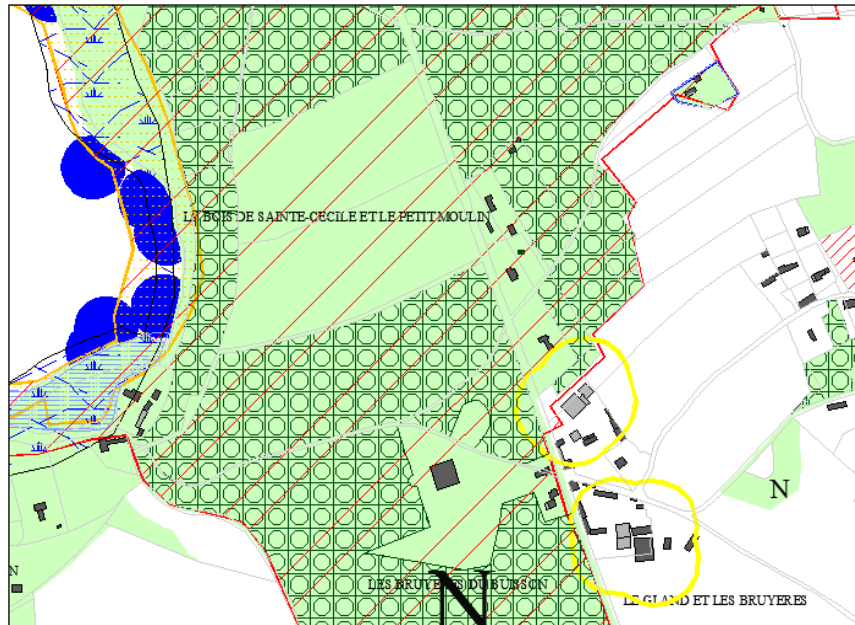 LE BOIS DE SAINTE-CECILE ET LE PETIT MOULIN
N
N
LES BRUYERES DU BUISSON
N
LE GLAND ET LES BRUYERES